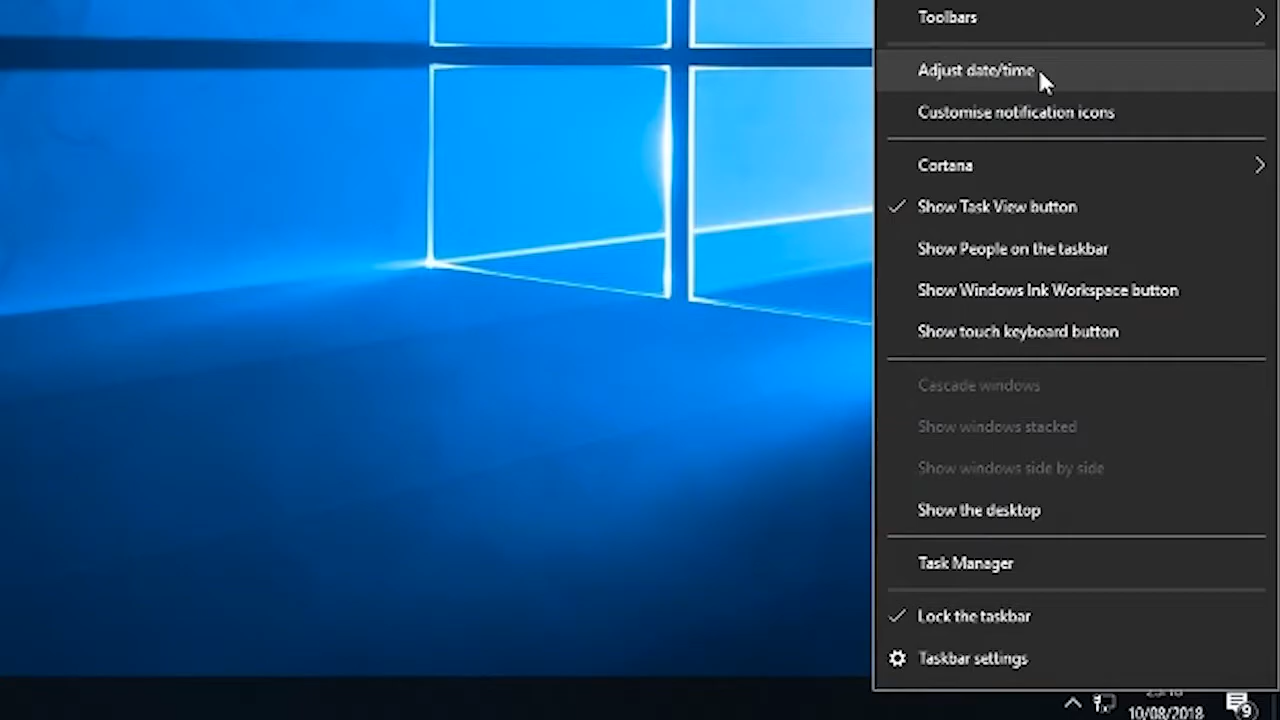 Toolbars
Adjust date/time
Customise notification icons
Cortana
Show Task View button
Show People on the taskbar
Show Windows Ink Workspace button
Show touch keyboard button
Cascade windows
Show windows stacked
Show windows side by side
Show the desktop
Task Manager
Lock the taskbar
Taskbar settings
10/08/2018
9